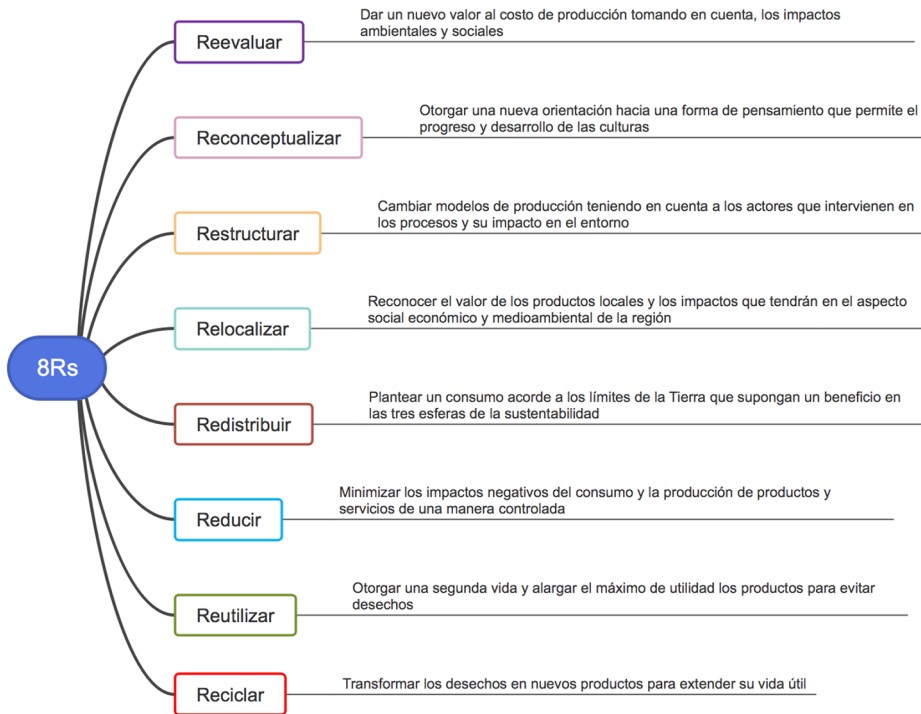 Reevaluar
Dar un nuevo valor al costo de producción tomando en cuenta, los impactos
ambientales y sociales
Reconceptualizar
Otorgar una nueva orientación hacia una forma de pensamiento que permite el
progreso y desarrollo de las culturas
Restructurar
Cambiar modelos de producción teniendo en cuenta a los actores que intervienen en
los procesos y su impacto en el entorno
Relocalizar
Reconocer el valor de los productos locales y los impactos que tendrán en el aspecto
social económico y medioambiental de la región
8Rs
Redistribuir
Plantear un consumo acorde a los límites de la Tierra que supongan un beneficio en
las tres esferas de la sustentabilidad
Reducir
Minimizar los impactos negativos del consumo y la producción de productos y
servicios de una manera controlada
Reutilizar
Otorgar una segunda vida y alargar el máximo de utilidad los productos para evitar
desechos
Reciclar
Transformar los desechos en nuevos productos para extender su vida útil